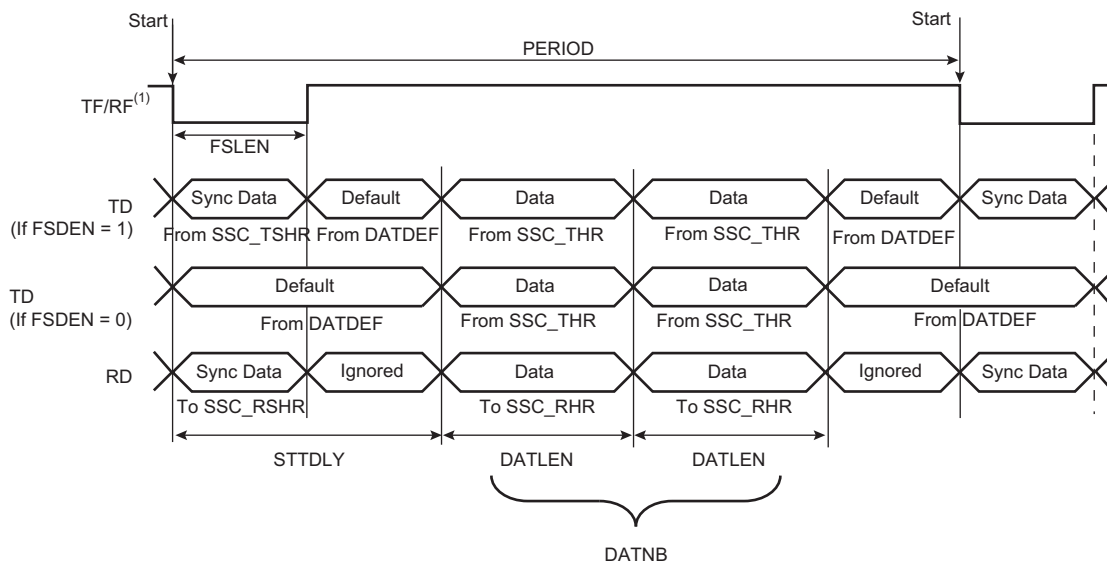 Start Start
PERIOD
TF/RF(1)
FSLEN
TD
(If FSDEN = 1)
Sync Data Default Data Data Default Sync Data
From SSC_TSHR From DATDEF From SSC_THR From SSC_THR From DATDEF
TD
(If FSDEN = 0)
Default Data Data Default
From DATDEF From SSC_THR From SSC_THR From DATDEF
RD
Sync Data Ignored Data Data Ignored Sync Data
To SSC_RSHR To SSC_RHR To SSC_RHR
STTDLY DATLEN DATLEN
DATNB